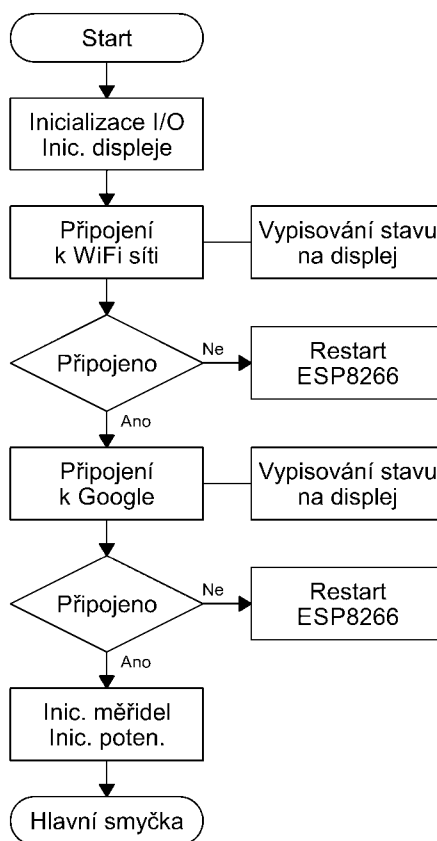 Start
Inicializace I/O
Inic. displeje
Připojení
k WiFi síti
Vypisování stavu
na displej
Připojeno
Ne
Restart
ESP8266
Ano
Připojení
k Google
Vypisování stavu
na displej
Připojeno
Ne
Restart
ESP8266
Ano
Inic. měřidel
Inic. poten.
Hlavní smyčka